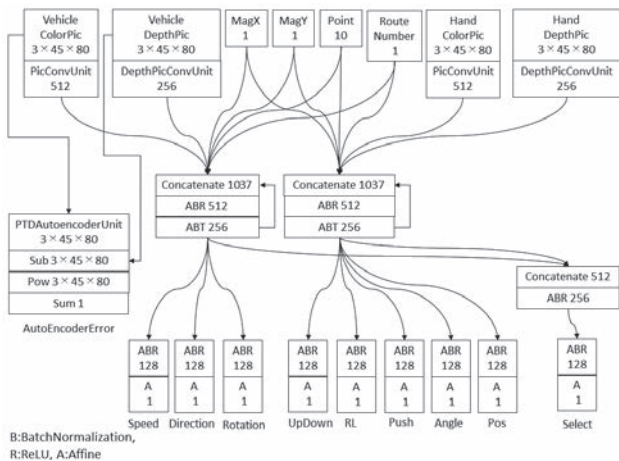 Vehicle
ColorPic
3×45×80
PicConvUnit
512
Vehicle
DepthPic
3×45×80
DepthPicConvUnit
256
MagX
1
MagY
1
Point
10
Route
Number
1
Hand
ColorPic
3×45×80
PicConvUnit
512
Hand
DepthPic
3×45×80
DepthPicConvUnit
256
Concatenate 1037
ABR 512
ABT 256
Concatenate 1037
ABR 512
ABT 256
PTDAutoencoderUnit
3×45×80
Sub 3×45×80
Pow 3×45×80
Sum 1
AutoEncoderError
Concatenate 512
ABR 256
ABR
128
A
1
Speed
ABR
128
A
1
Direction
ABR
128
A
1
Rotation
ABR
128
A
1
UpDown
ABR
128
A
1
RL
ABR
128
A
1
Push
ABR
128
A
1
Angle
ABR
128
A
1
Pos
ABR
128
A
1
Select
B:BatchNormalization,
R:ReLU, A:Affine